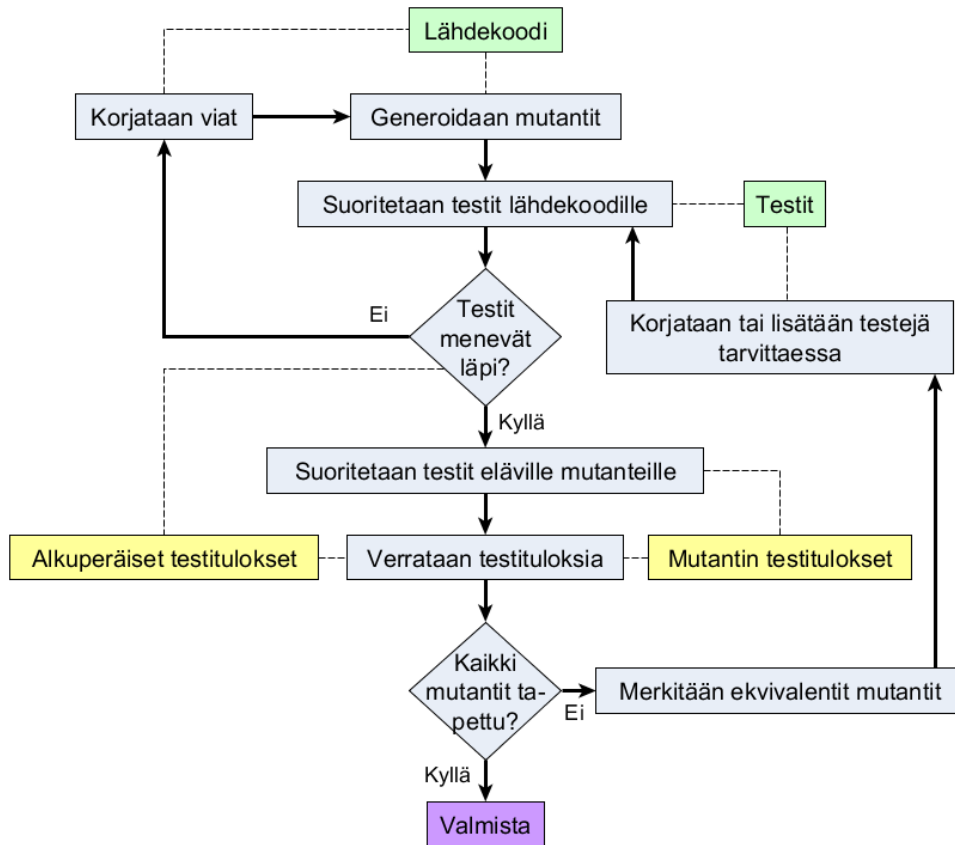 Lähdekoodi
Korjataan viat
Generoidaan mutantit
Suoritetaan testit lähdekoodille
Testit
Testit
menevät
läpi?
Ei
Korjataan tai lisätään testejä
tarvittaessa
Kyllä
Suoritetaan testit eläville mutanteille
Alkuperäiset testitulokset
Verrataan testituloksia
Mutantin testitulokset
Kaikki
mutantit ta-
pettu?
Ei
Merkitään ekvivalentit mutantit
Kyllä
Valmista